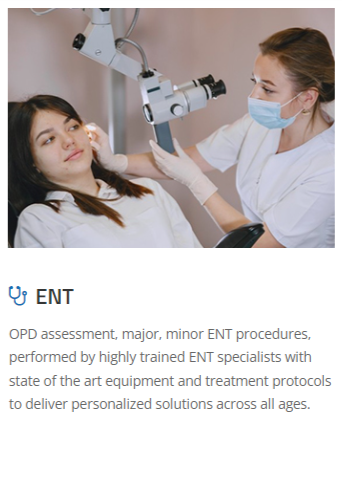 ENT
OPD assessment, major, minor ENT procedures,
performed by highly trained ENT specialists with
state of the art equipment and treatment protocols
to deliver personalized solutions across all ages.